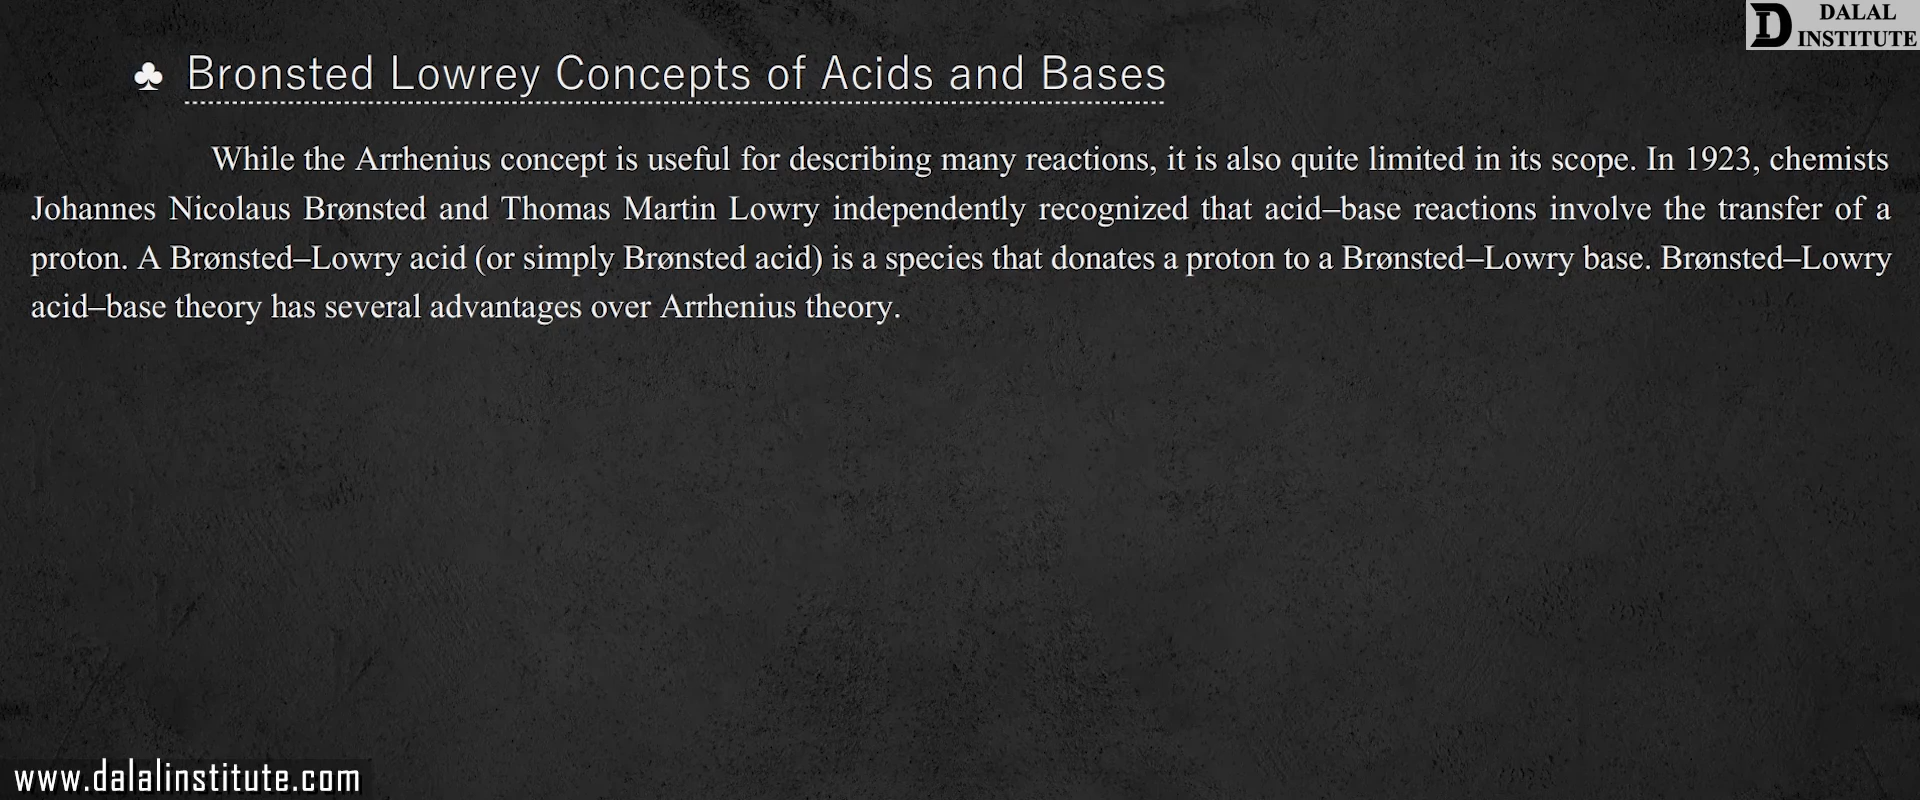 DALAL
INSTITUTE
♣ Bronsted Lowrey Concepts of Acids and Bases
While the Arrhenius concept is useful for describing many reactions, it is also quite limited in its scope. In 1923, chemists
Johannes Nicolaus Brønsted and Thomas Martin Lowry independently recognized that acid–base reactions involve the transfer of a
proton. A Brønsted–Lowry acid (or simply Brønsted acid) is a species that donates a proton to a Brønsted–Lowry base. Brønsted–Lowry
acid–base theory has several advantages over Arrhenius theory.
www.dalalinstitute.com